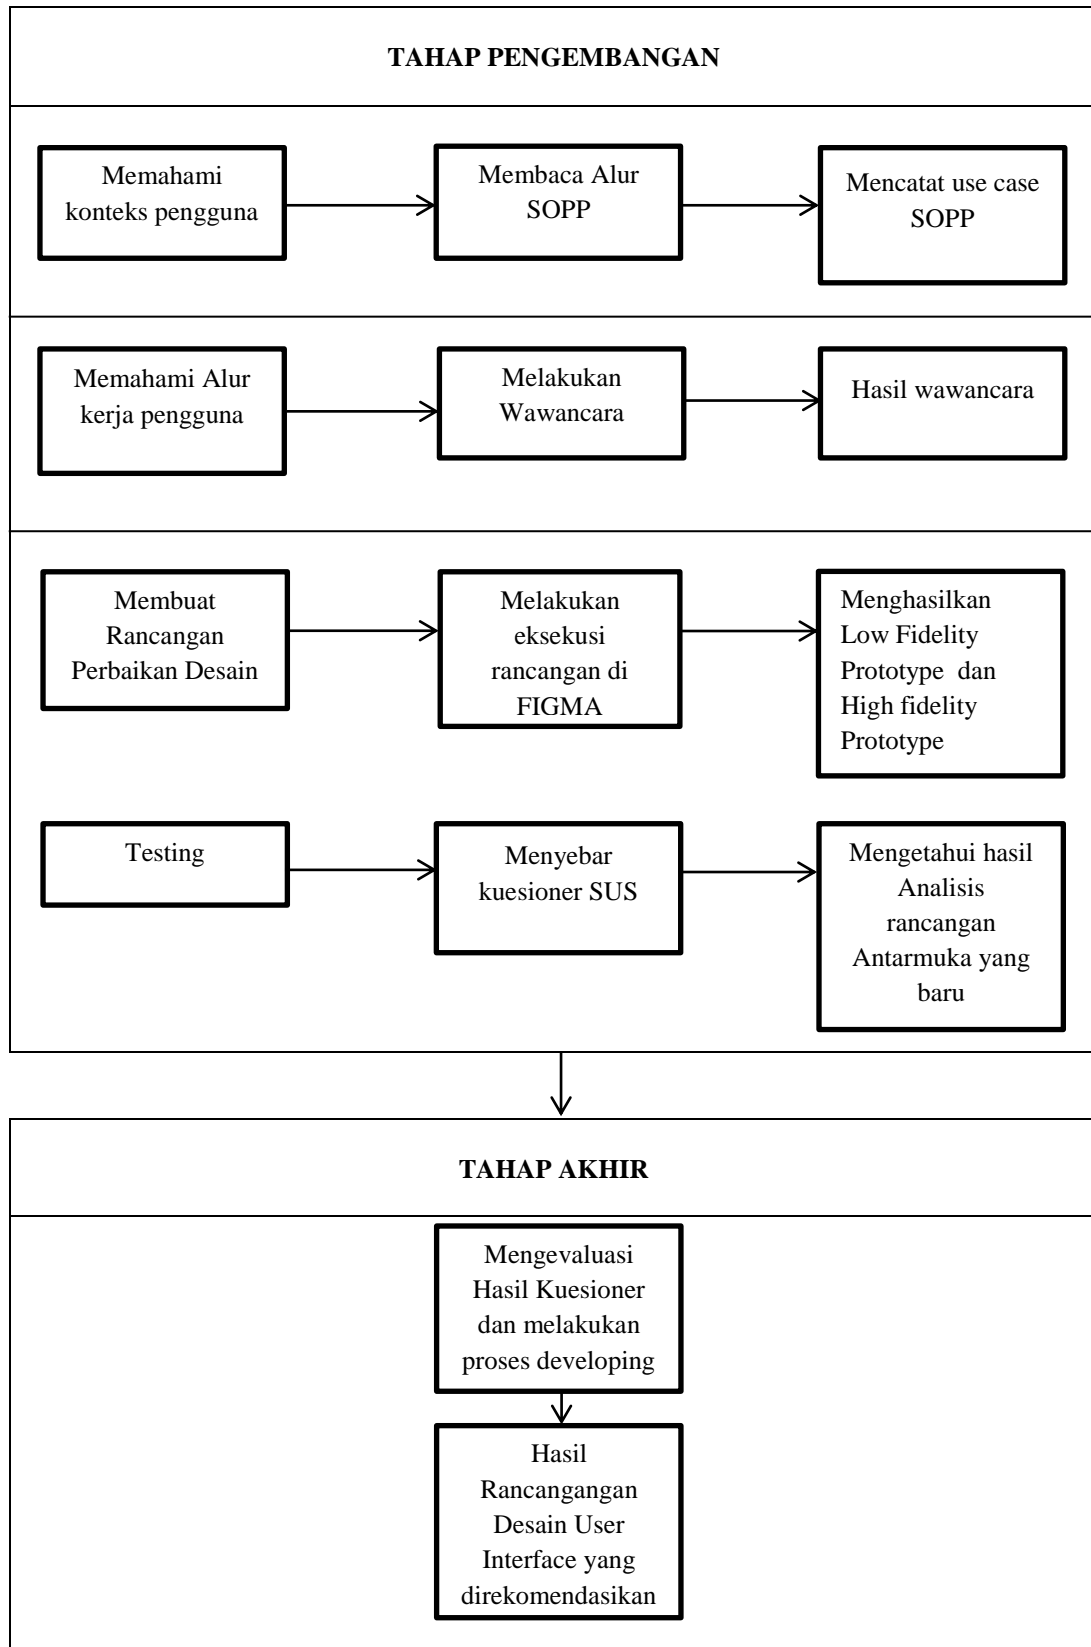 TAHAP PENGEMBANGAN
Memahami
konteks pengguna
Membaca Alur
SOPP
Mencatat use case
SOPP
Memahami Alur
kerja pengguna
Melakukan
Wawancara
Hasil wawancara
Membuat
Rancangan
Perbaikan Desain
Melakukan
eksekusi
rancangan di
FIGMA
Menghasilkan
Low Fidelity
Prototype dan
High fidelity
Prototype
Testing
Menyebar
kuesioner SUS
Mengetahui hasil
Analisis
rancangan
Antarmuka yang
baru
TAHAP AKHIR
Mengevaluasi
Hasil Kuesioner
dan melakukan
proses developing
Hasil
Rancangangan
Desain User
Interface yang
direkomendasikan